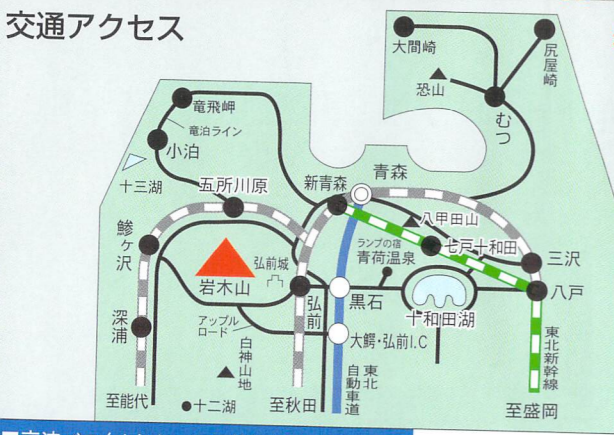 交通アクセス
大間崎
尻屋崎
恐山
むつ
竜飛岬
竜泊ライン
小泊
十三湖
五所川原
新青森
青森
八甲田山
鰺ヶ沢
ランプの宿
青荷温泉
七戸十和田
三沢
弘前城
岩木山
弘前
黒石
十和田湖
八戸
深浦
アップル
ロード
大鰐・弘前I.C
白神山地
東北
自動車道
東北新幹線
至能代
十二湖
至秋田
至盛岡